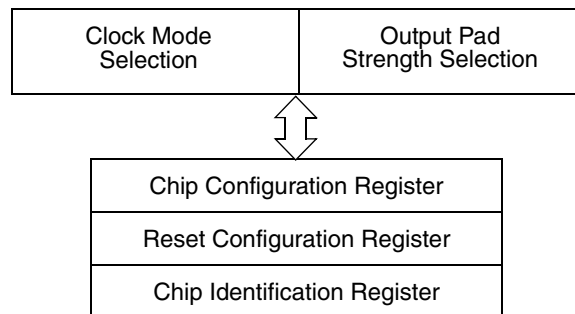 Clock Mode
Selection
Output Pad
Strength Selection
Chip Configuration Register
Reset Configuration Register
Chip Identification Register